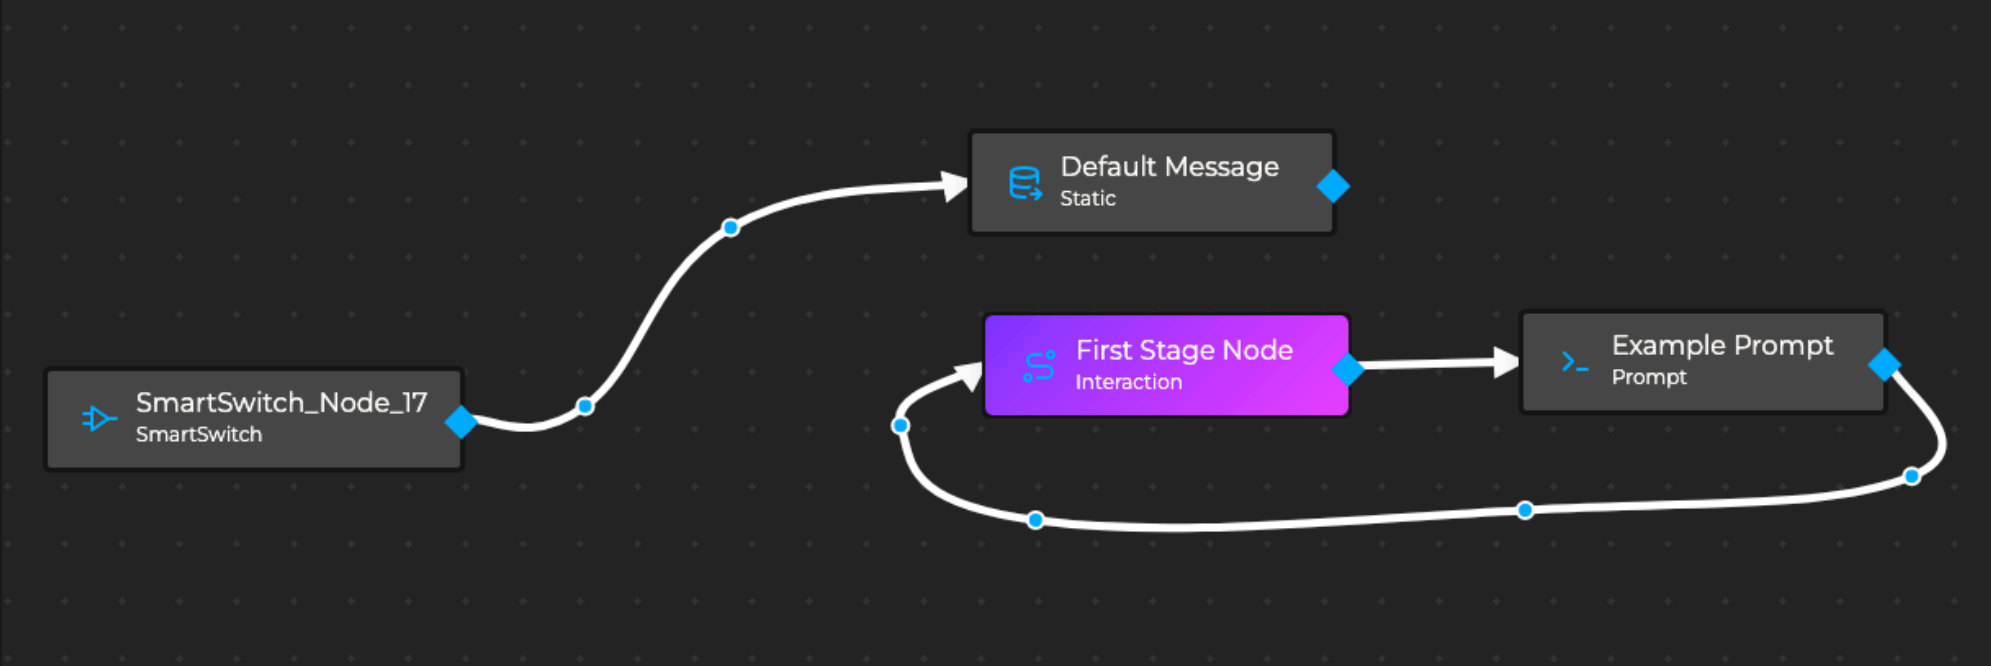 Default Message
Static
First Stage Node
Interaction
Example Prompt
Prompt
SmartSwitch_Node_17
SmartSwitch